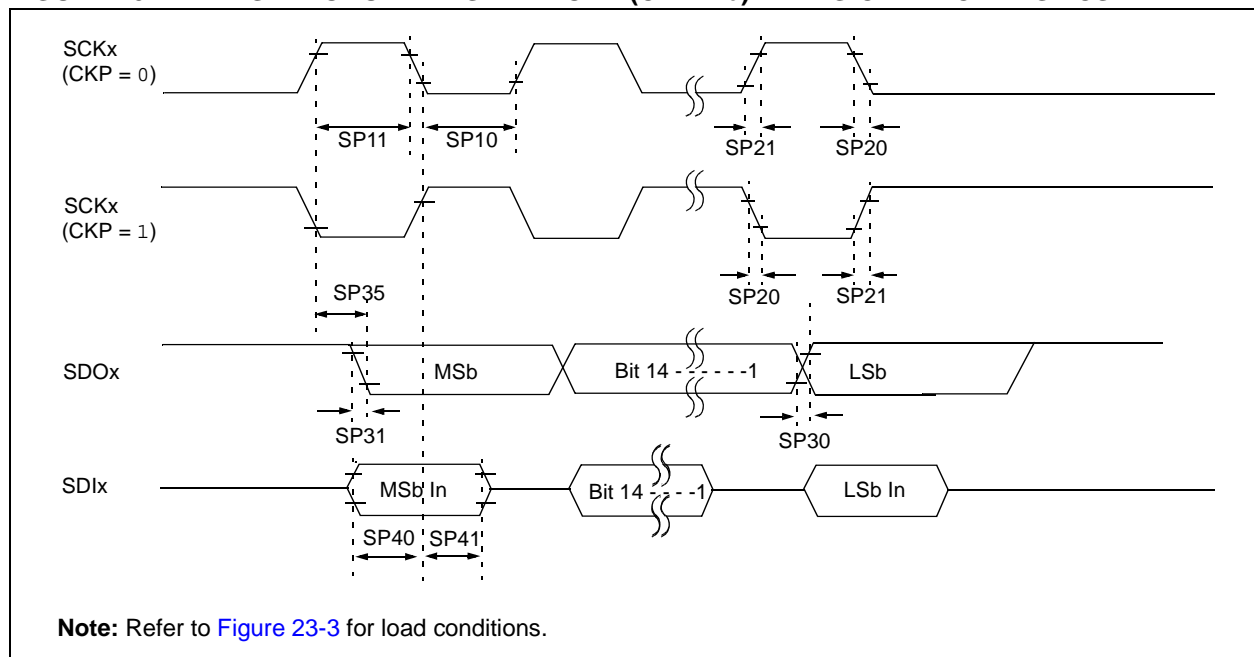 SCKx
(CKP = 0)
SP11
SP10
SP21
SP20
SCKx
(CKP = 1)
SP35
SP20
SP21
SDOx
MSb
Bit 14 - - - - - -1
LSb
SP31
SP30
SDIx
MSb In
Bit 14 - - - - -1
LSb In
SP40
SP41
Note: Refer to Figure 23-3 for load conditions.